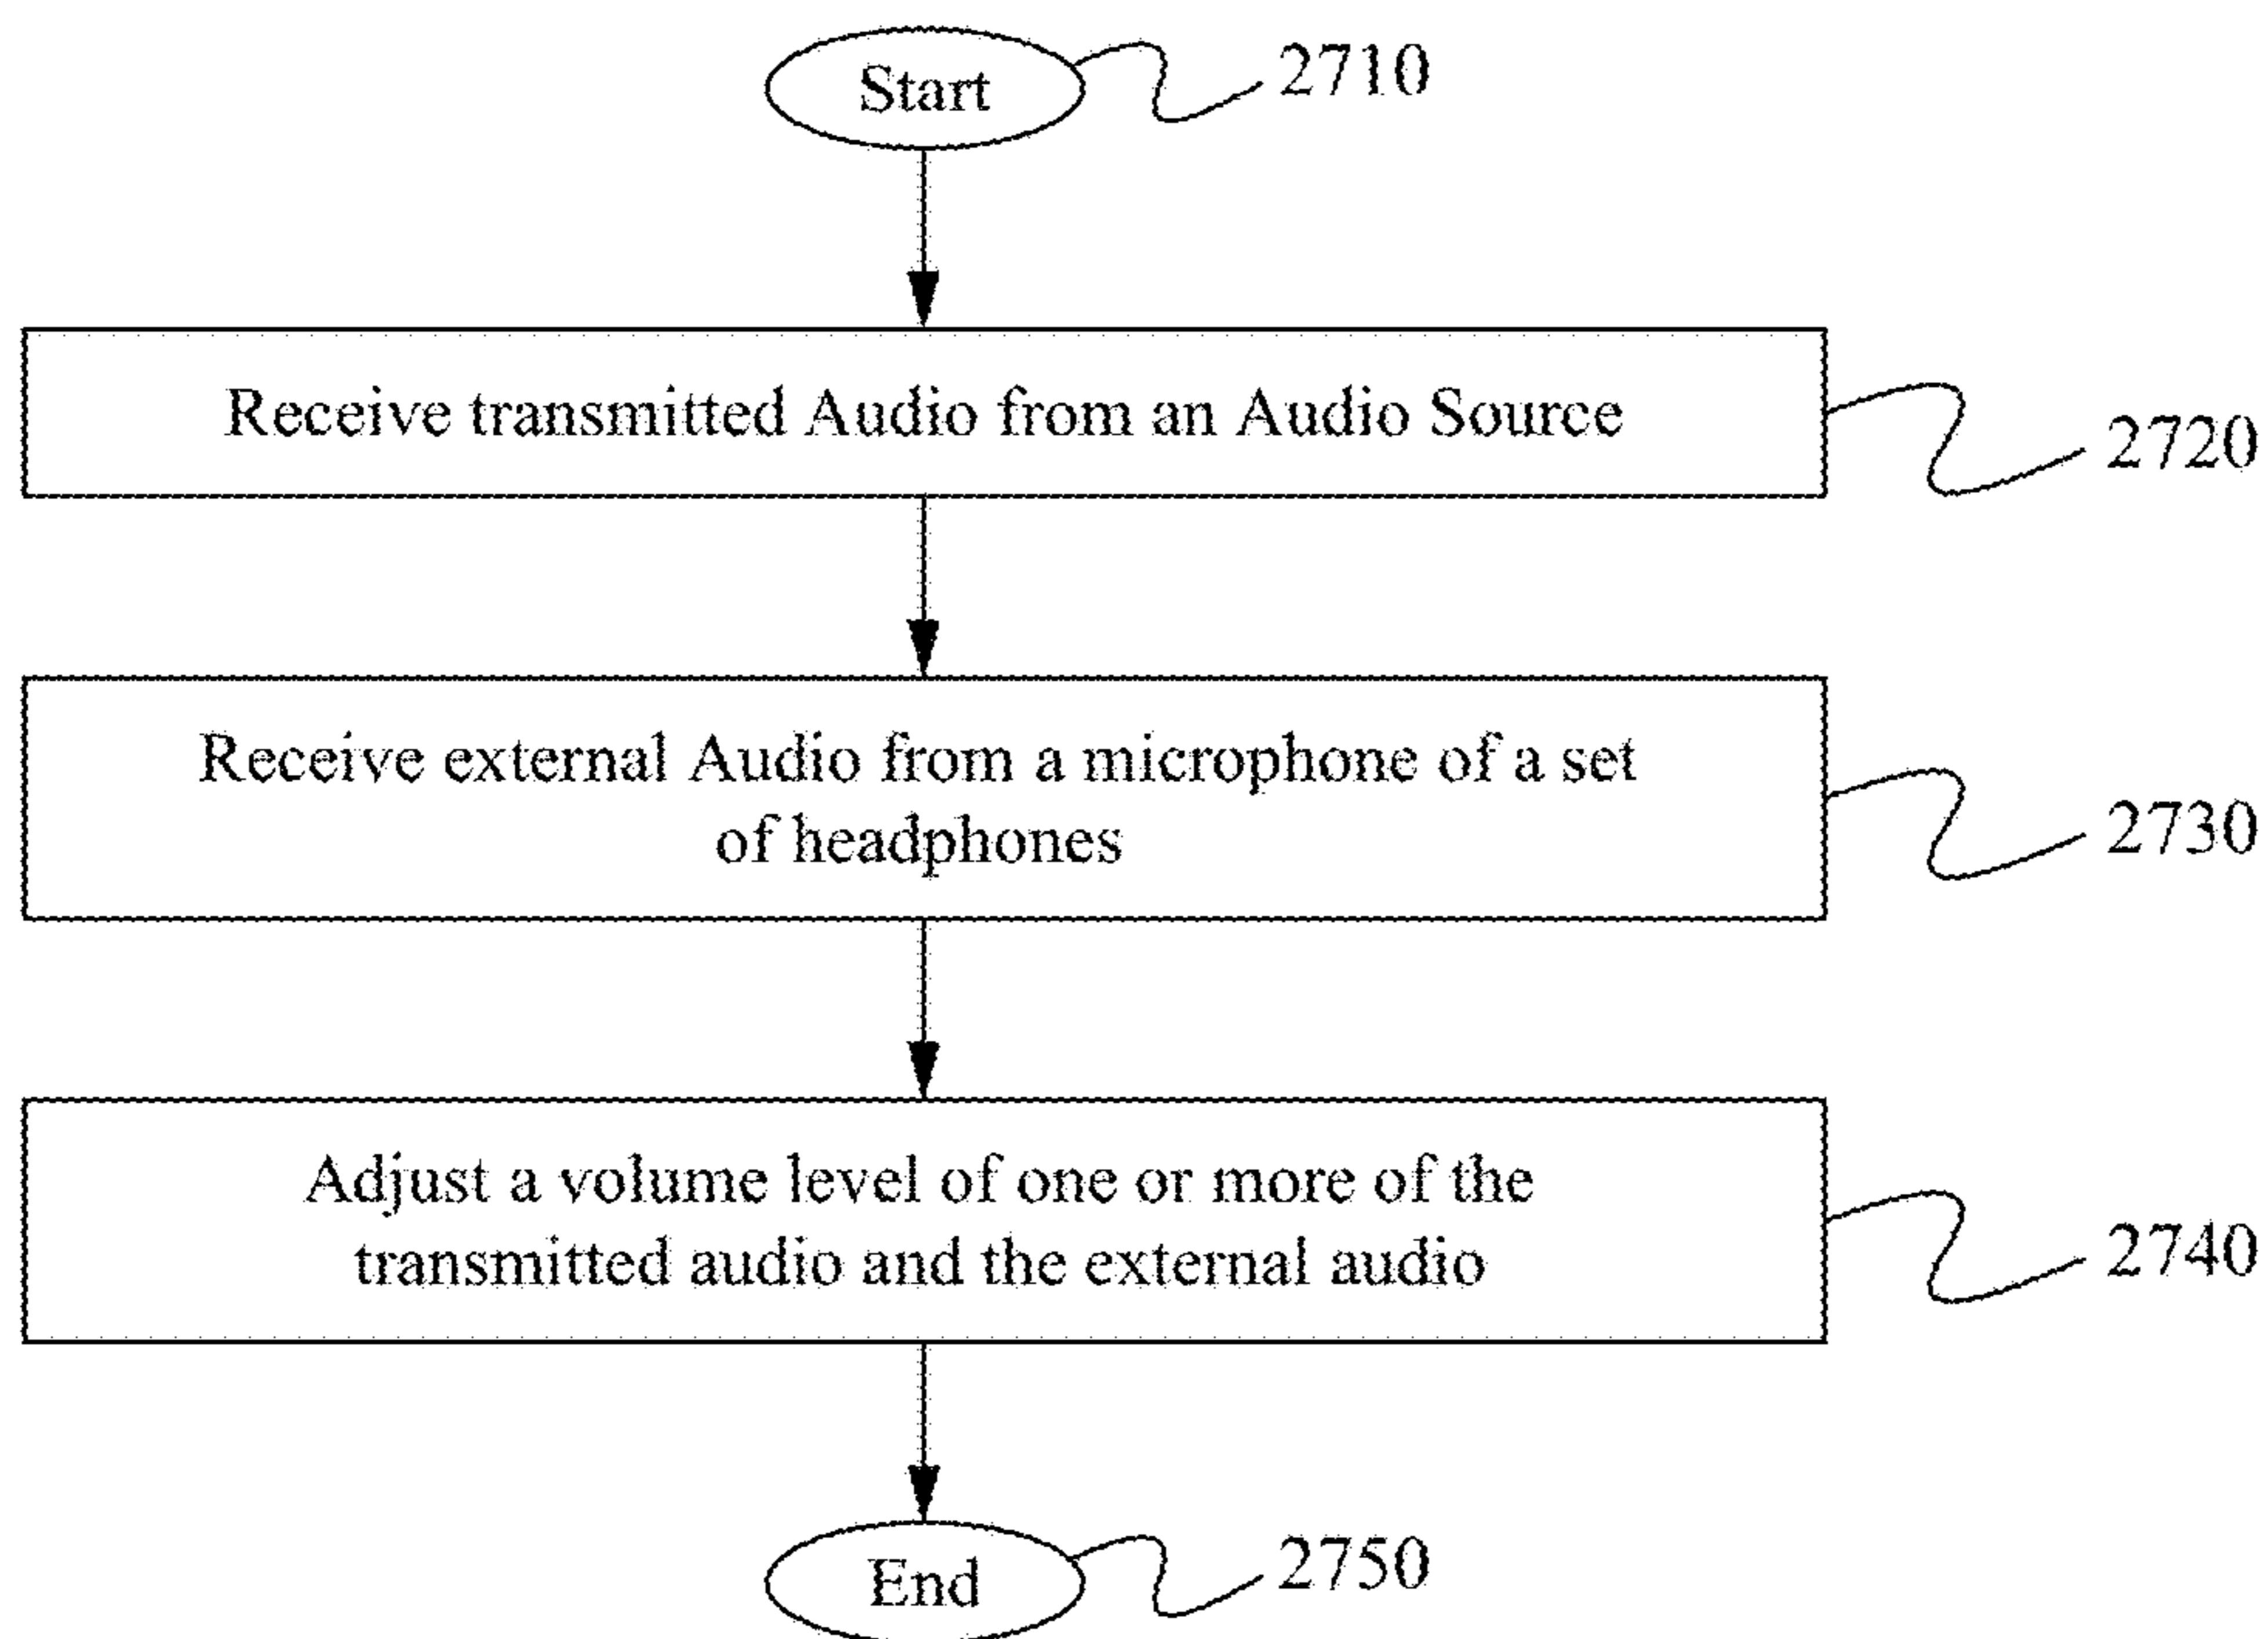 Start
2710
Receive transmitted Audio from an Audio Source
2720
Receive external Audio from a microphone of a set
of headphones
2730
Adjust a volume level of one or more of the
transmitted audio and the external audio
2740
End
2750